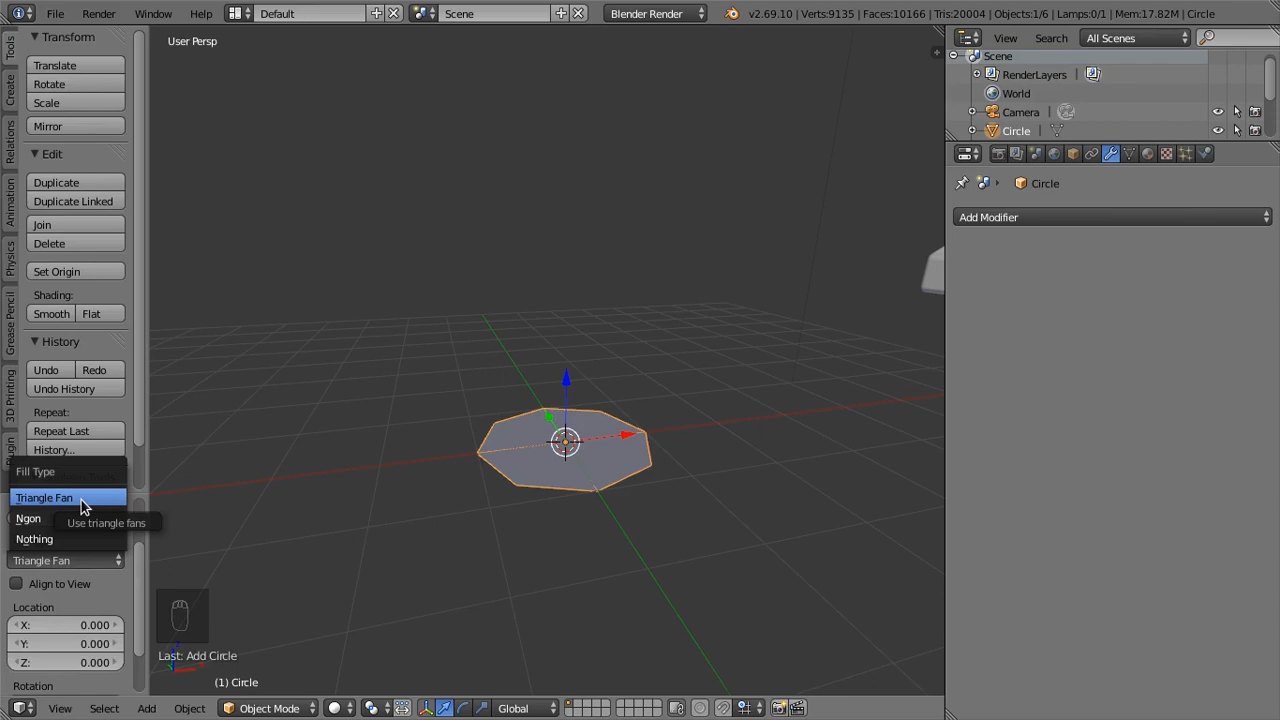 File Render Window Help Default Scene Blender Render v2.69.10 | Verts:9135 | Faces:10166 | Tris:20004 | Objects:1/6 | Lamps:0/1 | Mem:17.82M | Circle
Tools
Create
Relations
Animation
Physics
Grease Pencil
3D Printing
Transform
Translate
Rotate
Scale
Mirror
Edit
Duplicate
Duplicate Linked
Join
Delete
Set Origin
Shading:
Smooth Flat
History
Undo Redo
Undo History
Repeat:
Repeat Last
History...
Fill Type
Triangle Fan
Ngon
Use triangle fans
Nothing
Triangle Fan
Align to View
Location
X: 0.000
Y: 0.000
Z: 0.000
Rotation
User Persp
Last: Add Circle
(1) Circle
View Select Add Object Object Mode Global
View Search All Scenes
Scene
RenderLayers
World
Camera
Circle
Circle
Add Modifier